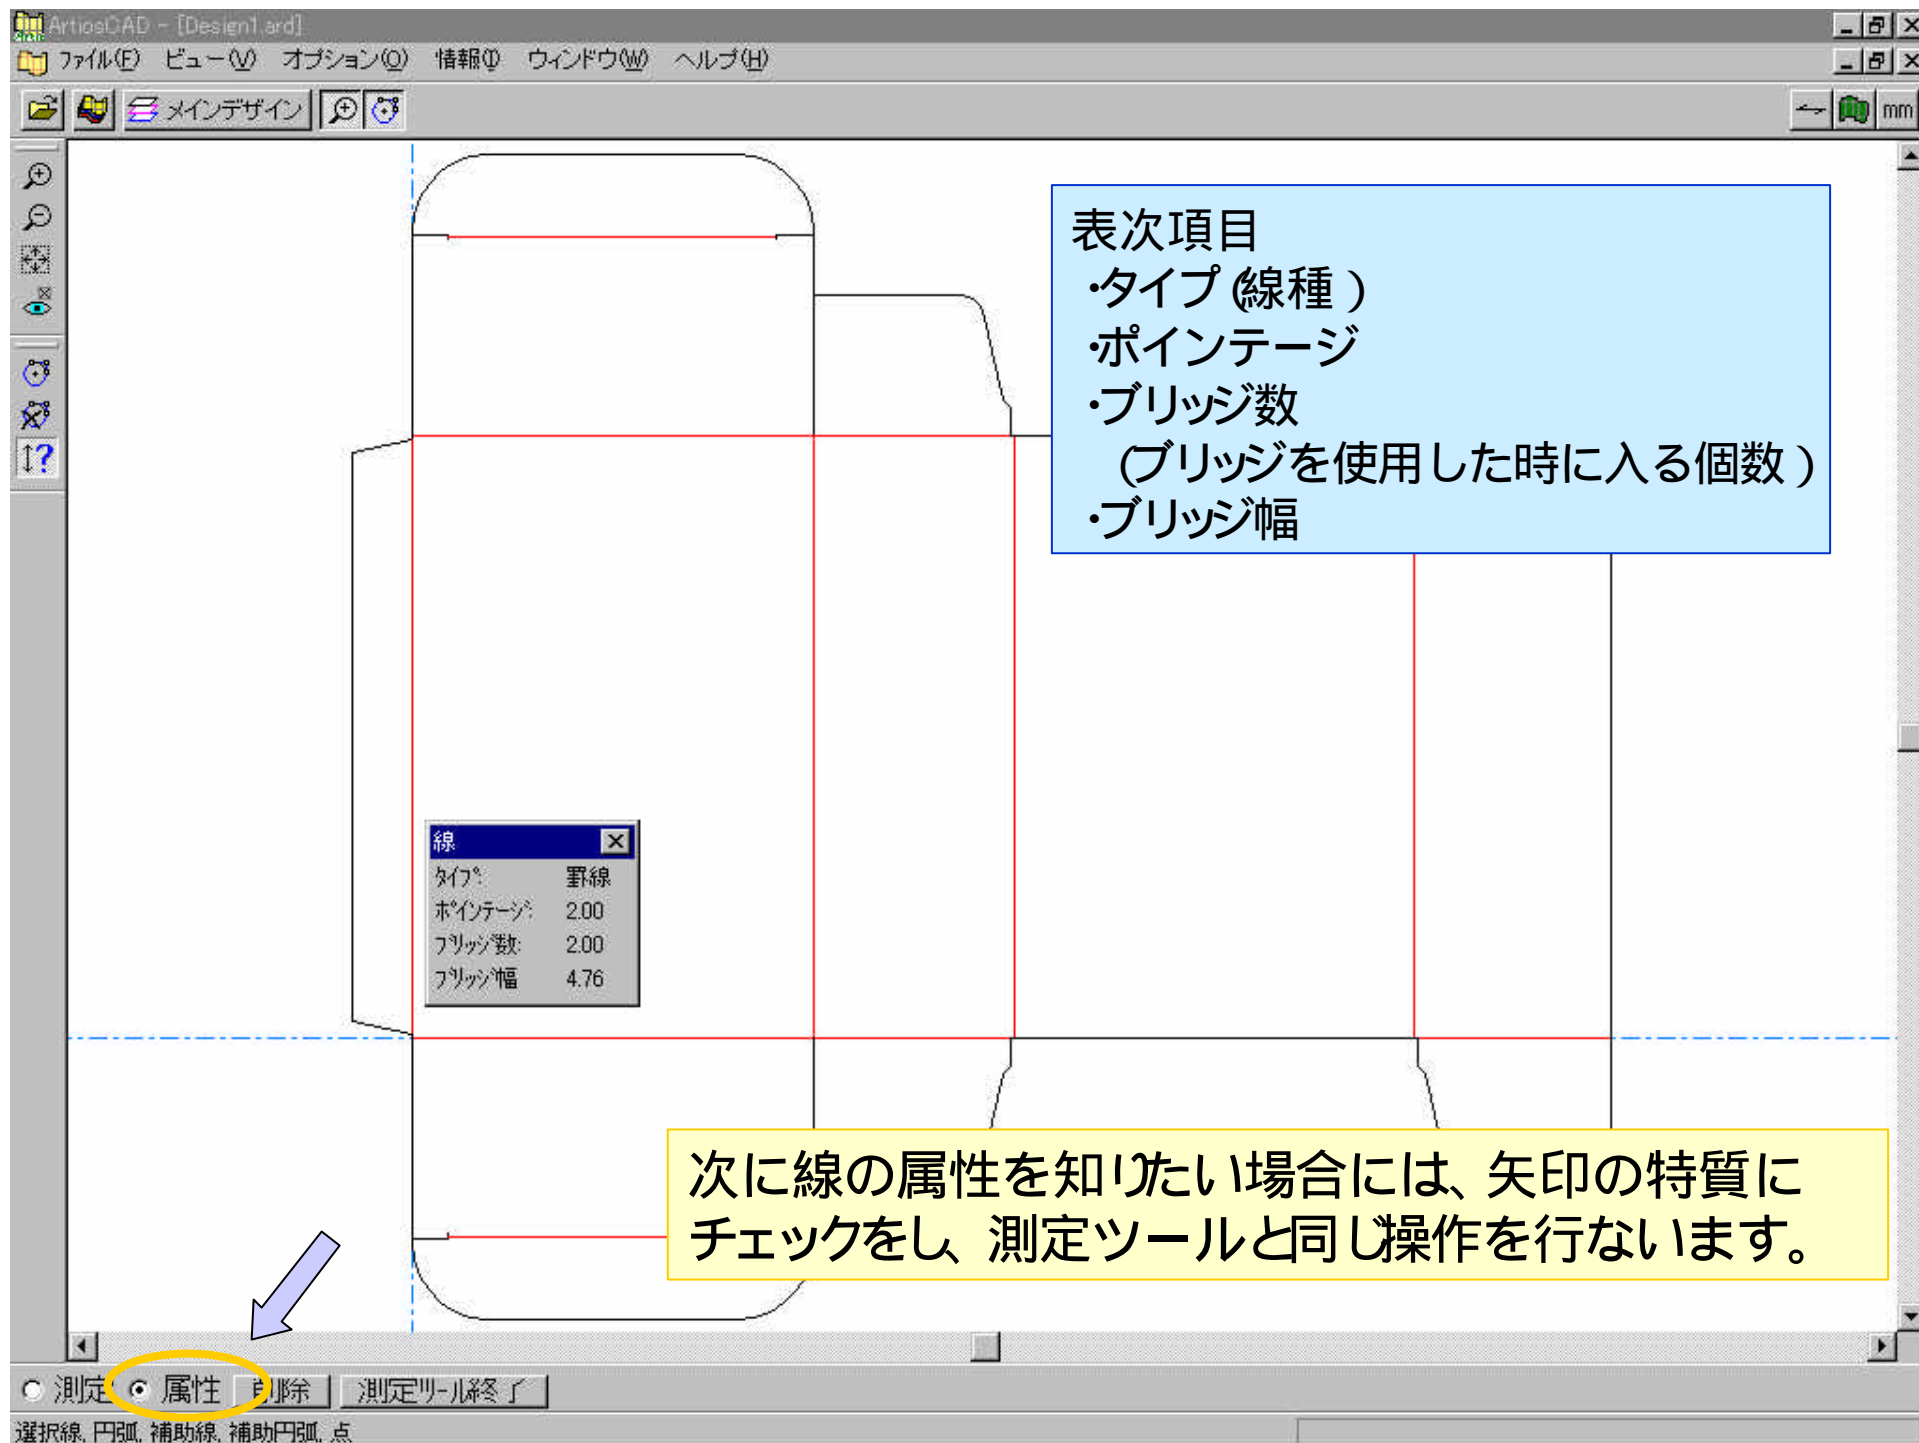 ArtiosCAD - [Design1.ard]
ファイル(F) ビュー(V) オプション(O) 情報(I) ウィンドウ(W) ヘルプ(H)
メインデザイン mm
表次項目
・タイプ(線種)
・ポインテージ
・ブリッジ数
(ブリッジを使用した時に入る個数)
・ブリッジ幅
線
タイプ: 罫線
ポインテージ: 2.00
ブリッジ数: 2.00
ブリッジ幅 4.76
次に線の属性を知りたい場合には、矢印の特質に
チェックをし、測定ツールと同じ操作を行ないます。
測定 属性 削除 測定ツール終了
選択線, 円弧, 補助線, 補助円弧, 点